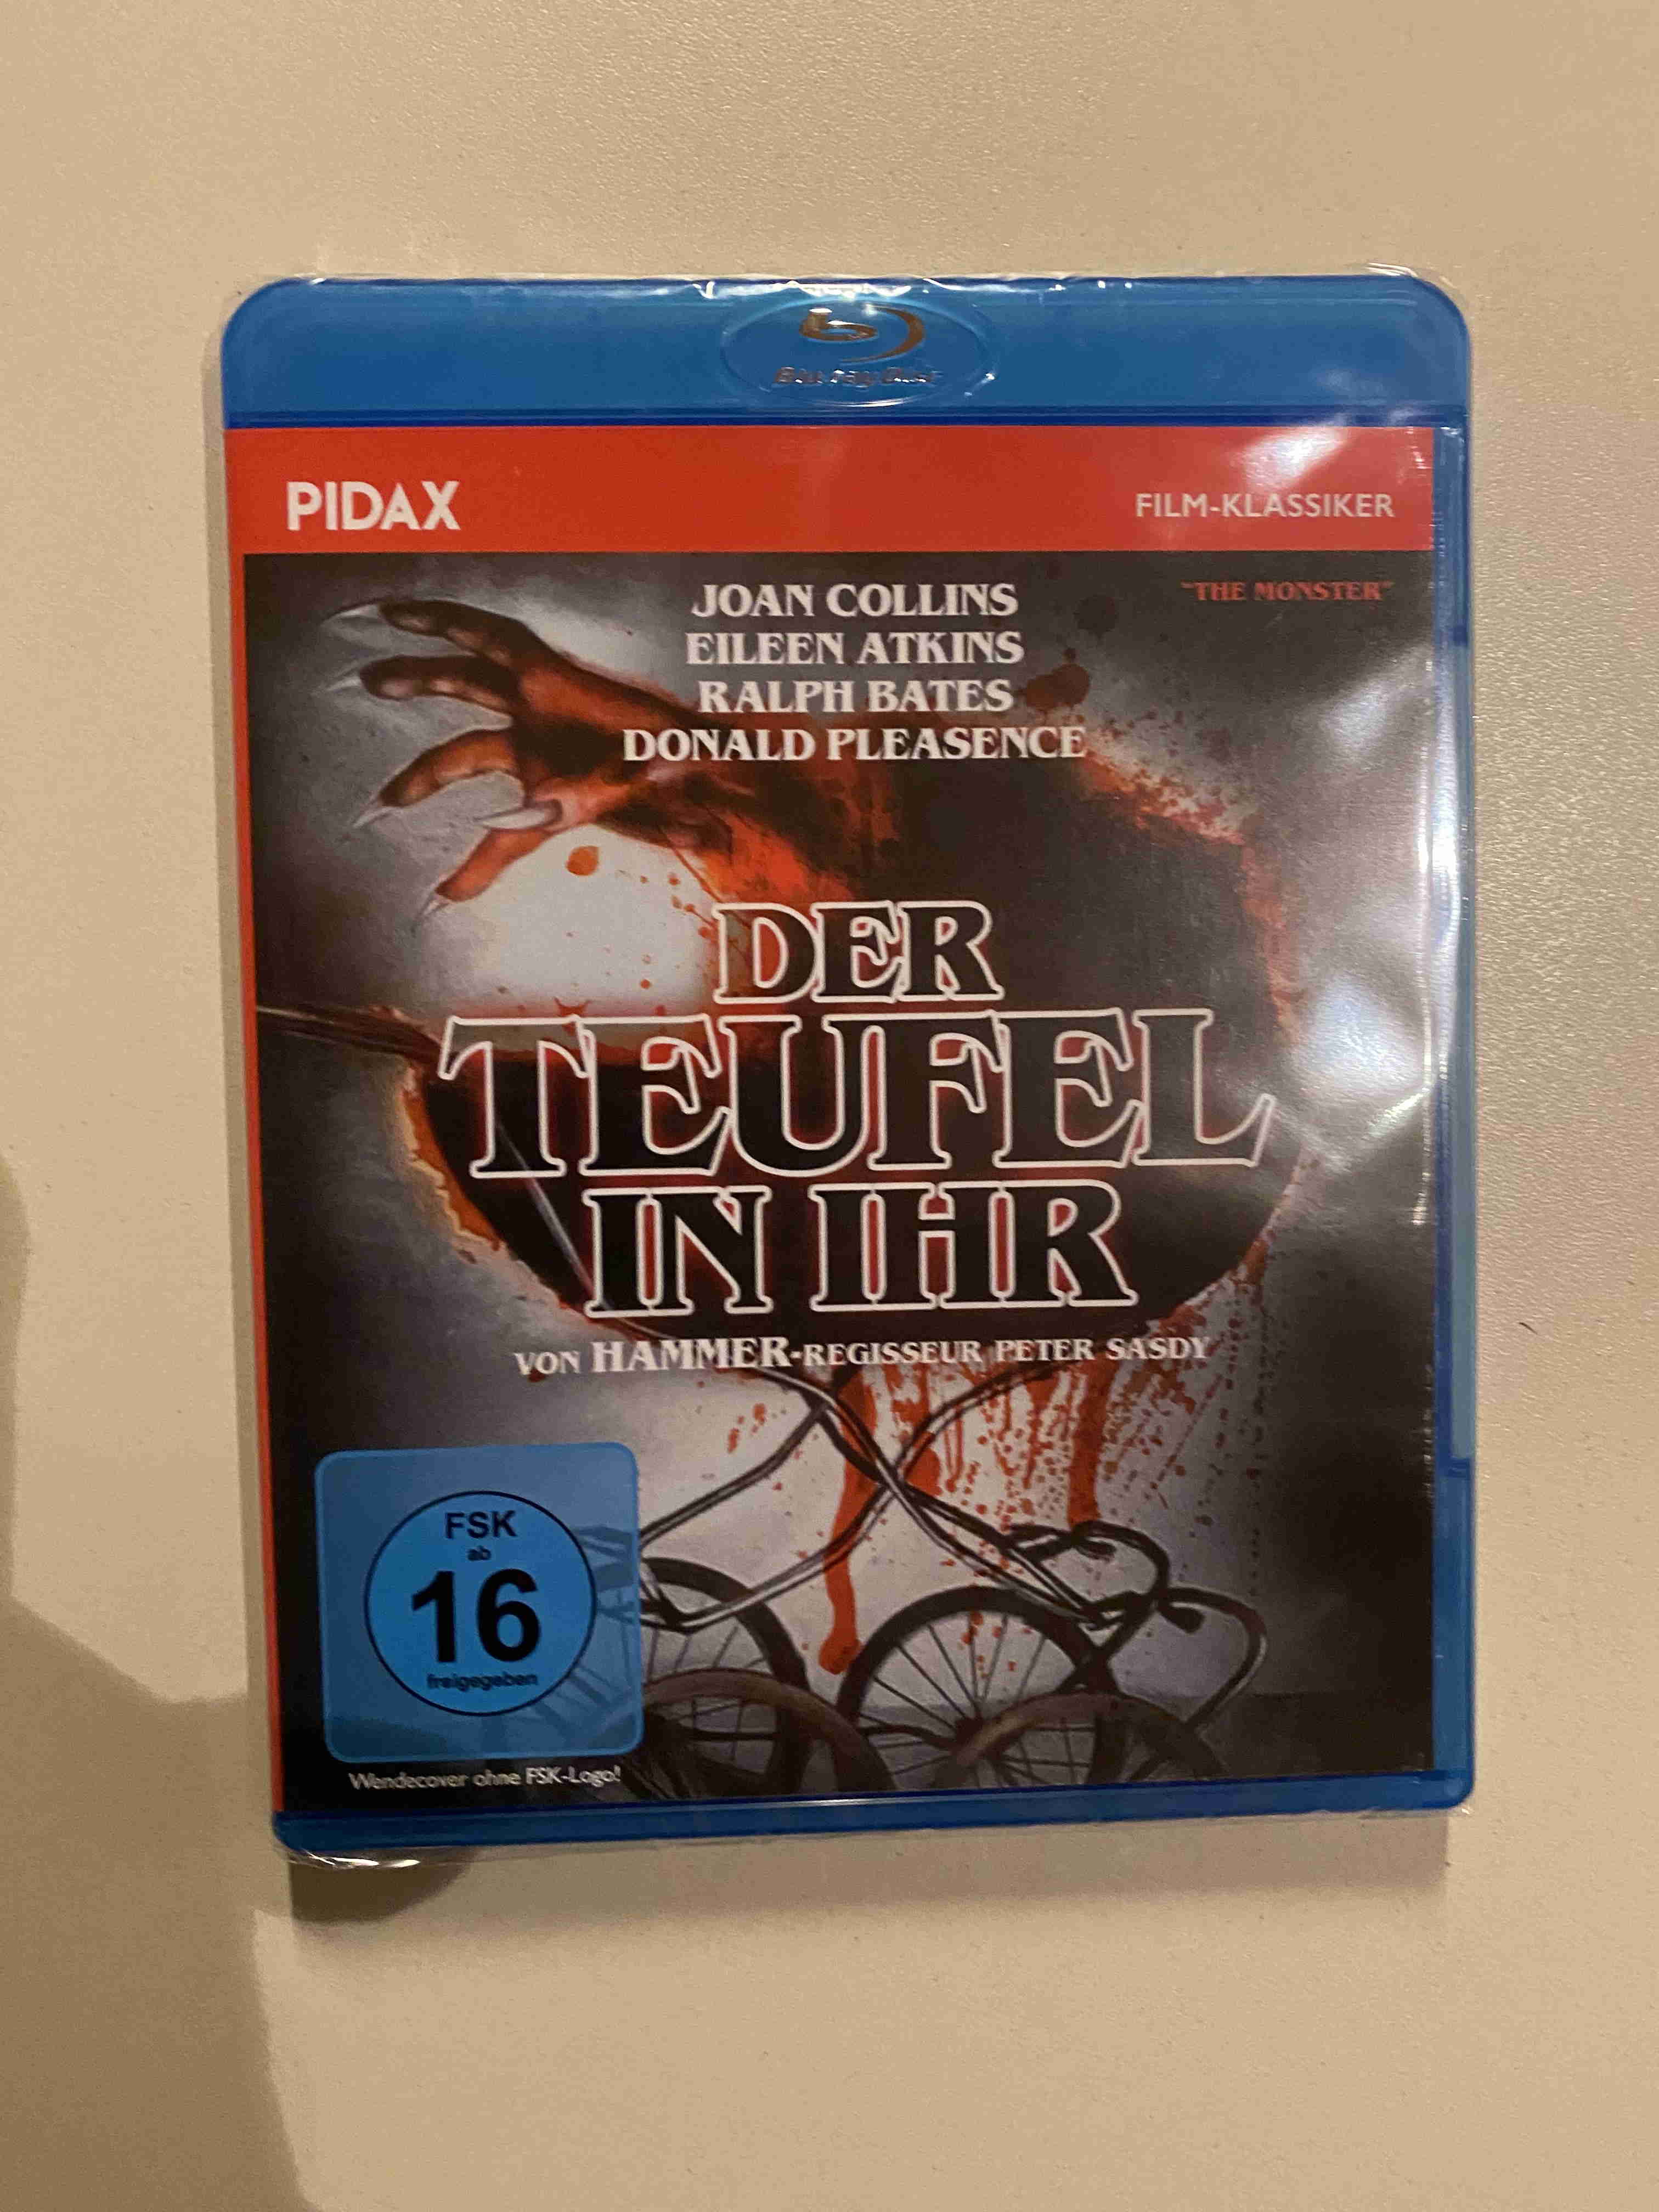 Blu-ray Disc
PIDAX
FILM-KLASSIKER
"THE MONSTER"
JOAN COLLINS
EILEEN ATKINS
RALPH BATES
DONALD PLEASENCE
DER
TEUFEL
IN IHR
VON HAMMER-REGISSEUR PETER SASDY
FSK
ab
16
freigegeben
Wendecover ohne FSK-Logo!